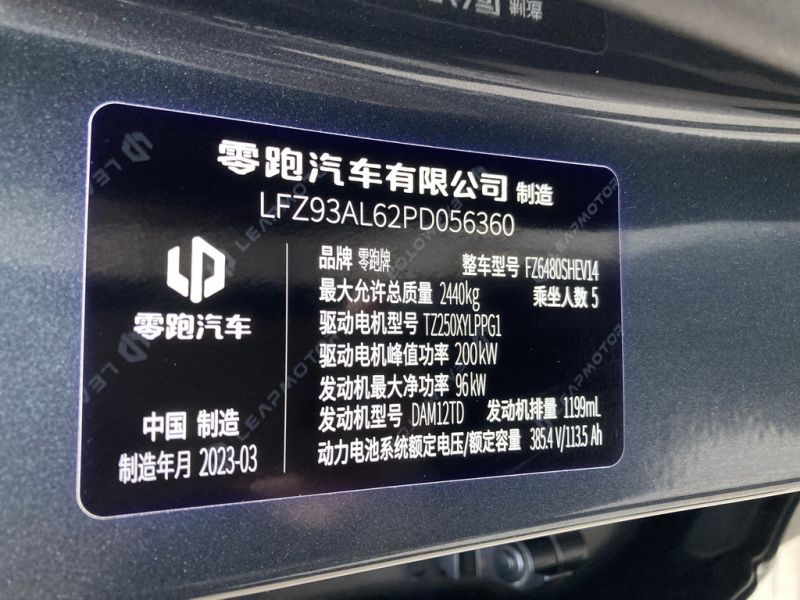 零跑汽车有限公司 制造
LFZ93AL62PD056360
零跑汽车
中国 制造
制造年月 2023-03
品牌 零跑牌 整车型号 FZ6480SHEV14
最大允许总质量 2440kg 乘坐人数 5
驱动电机型号 TZ250XYLPPG1
驱动电机峰值功率 200kW
发动机最大净功率 96kW
发动机型号 DAM12TD 发动机排量 1199mL
动力电池系统额定电压/额定容量 385.4 V/113.5 Ah
LEAPMOTOR